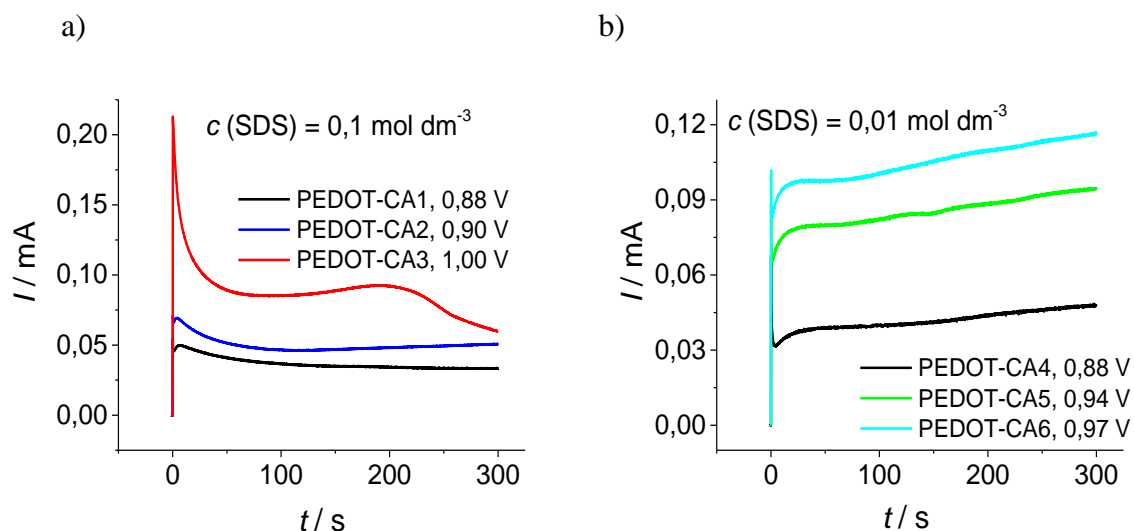 a)
c (SDS) = 0,1 mol dm-3
PEDOT-CA1, 0,88 V
PEDOT-CA2, 0,90 V
PEDOT-CA3, 1,00 V
0,20
0,15
0,10
0,05
0,00
I / mA
0 100 200 300
t / s
b)
c (SDS) = 0,01 mol dm-3
0,12
0,09
0,06
0,03
0,00
I / mA
PEDOT-CA4, 0,88 V
PEDOT-CA5, 0,94 V
PEDOT-CA6, 0,97 V
0 100 200 300
t / s